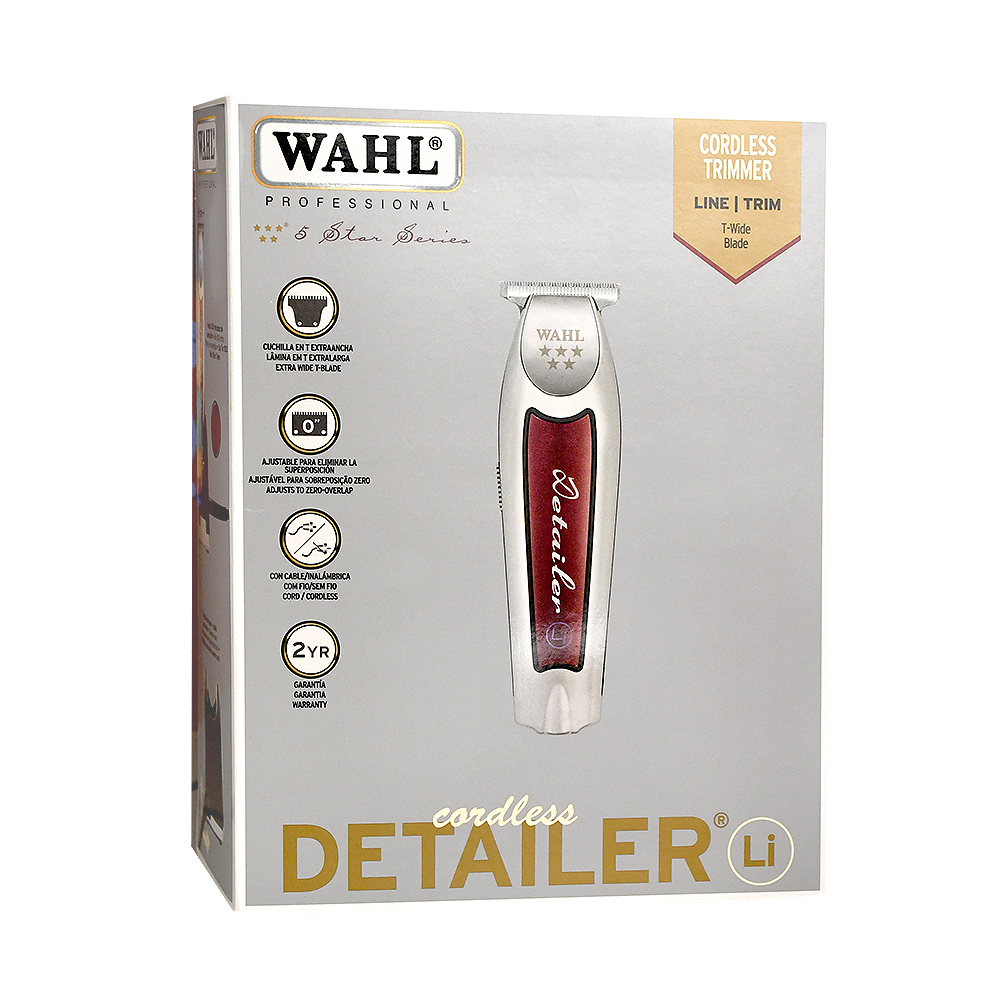 WAHL®
PROFESSIONAL
5 Star Series
CORDLESS
TRIMMER
LINE | TRIM
T-Wide
Blade
CUCHILLA EN T EXTRAANCHA
LÂMINA EM T EXTRALARGA
EXTRA WIDE T-BLADE
0"
AJUSTABLE PARA ELIMINAR LA
SUPERPOSICIÓN
AJUSTÁVEL PARA SOBREPOSIÇÃO ZERO
ADJUSTS TO ZERO-OVERLAP
CON CABLE/INALÁMBRICA
COM FIO/SEM FIO
CORD / CORDLESS
2YR
GARANTÍA
GARANTIA
WARRANTY
WAHL
Detailer
Li
cordless
DETAILER® Li
WAHL
PROFESSIONAL